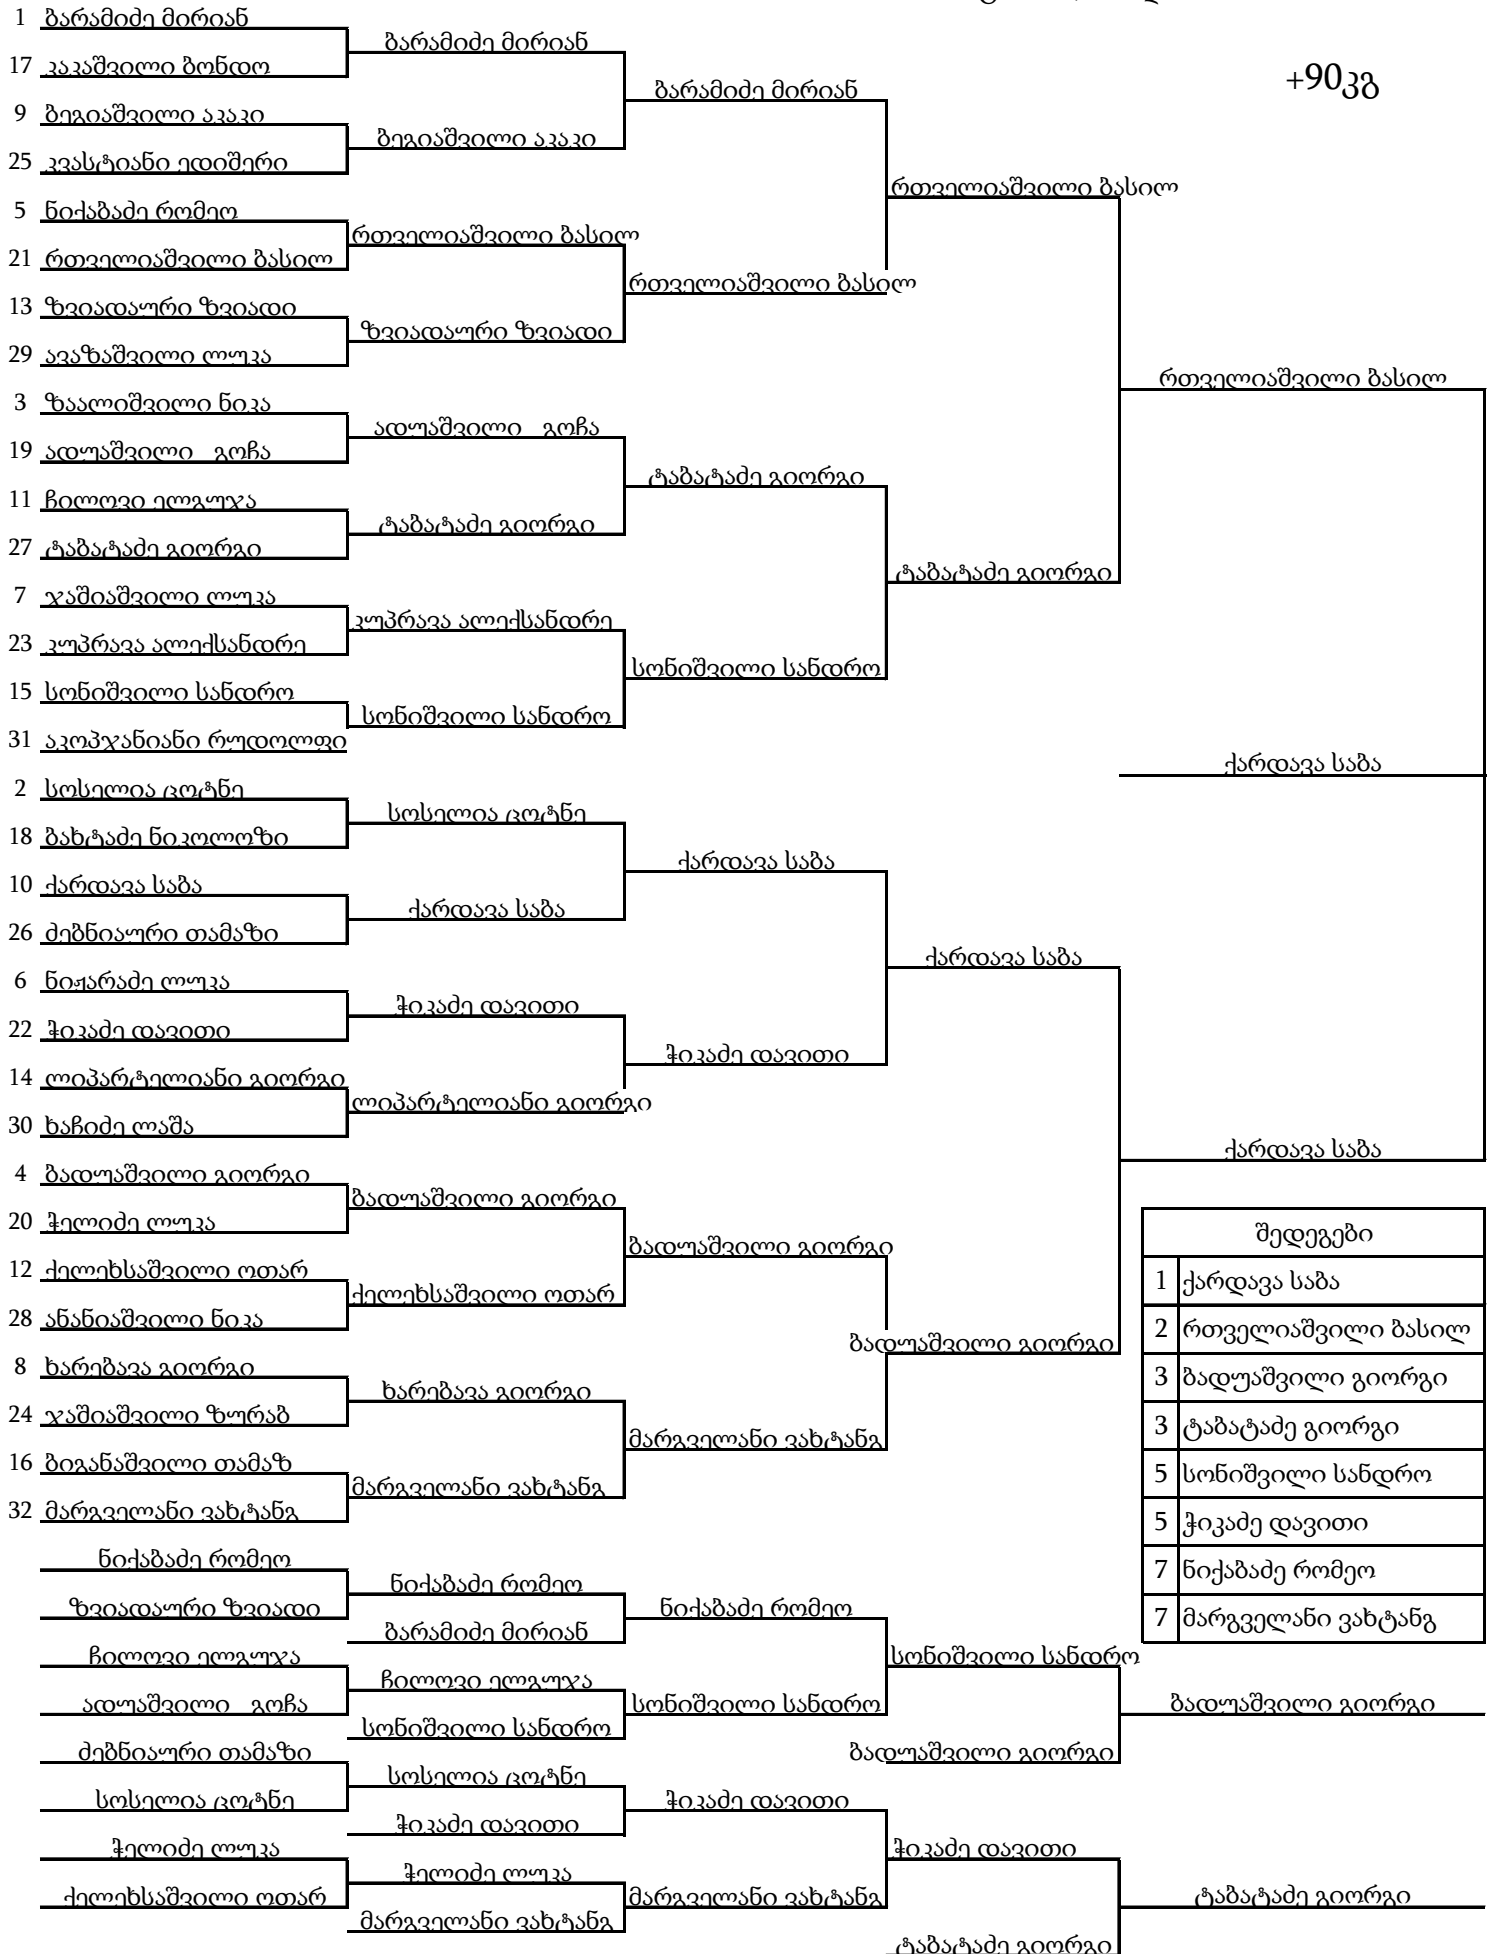 1 ბარამიძე მირიან
ბარამიძე მირიან
17 კაკაშვილი ბონდო
+90კგ
ბარამიძე მირიან
9 ბეგიაშვილი აკაკი
ბეგიაშვილი აკაკი
25 კვასტიანი ედიშერი
რთველიაშვილი ბასილ
5 ნიქაბაძე რომეო
რთველიაშვილი ბასილ
21 რთველიაშვილი ბასილ
რთველიაშვილი ბასილ
13 ზვიადაური ზვიადი
ზვიადაური ზვიადი
29 ავაზაშვილი ლუკა
რთველიაშვილი ბასილ
3 ზაალიშვილი ნიკა
ადუაშვილი გოჩა
19 ადუაშვილი გოჩა
ტაბატაძე გიორგი
11 ჩილოვი ელგუჯა
ტაბატაძე გიორგი
27 ტაბატაძე გიორგი
ტაბატაძე გიორგი
7 ჯაშიაშვილი ლუკა
კუპრავა ალექსანდრე
23 კუპრავა ალექსანდრე
სონიშვილი სანდრო
15 სონიშვილი სანდრო
სონიშვილი სანდრო
31 აკოპჯანიანი რუდოლფი
ქარდავა საბა
2 სოსელია ცოტნე
სოსელია ცოტნე
18 ბახტაძე ნიკოლოზი
ქარდავა საბა
10 ქარდავა საბა
ქარდავა საბა
26 ძებნიაური თამაზი
ქარდავა საბა
6 ნიჟარაძე ლუკა
ჭიკაძე დავითი
22 ჭიკაძე დავითი
ჭიკაძე დავითი
14 ლიპარტელიანი გიორგი
ლიპარტელიანი გიორგი
30 ხაჩიძე ლაშა
ქარდავა საბა
4 ბადუაშვილი გიორგი
ბადუაშვილი გიორგი
20 ჭელიძე ლუკა
ბადუაშვილი გიორგი
12 ქელეხსაშვილი ოთარ
ქელეხსაშვილი ოთარ
28 ანანიაშვილი ნიკა
ბადუაშვილი გიორგი
8 ხარებავა გიორგი
ხარებავა გიორგი
24 ჯაშიაშვილი ზურაბ
მარგველანი ვახტანგ
16 ბიგანაშვილი თამაზ
მარგველანი ვახტანგ
32 მარგველანი ვახტანგ
შედეგები
1 ქარდავა საბა
2 რთველიაშვილი ბასილ
3 ბადუაშვილი გიორგი
3 ტაბატაძე გიორგი
5 სონიშვილი სანდრო
5 ჭიკაძე დავითი
7 ნიქაბაძე რომეო
7 მარგველანი ვახტანგ
ნიქაბაძე რომეო
ნიქაბაძე რომეო
ზვიადაური ზვიადი
ნიქაბაძე რომეო
ბარამიძე მირიან
ჩილოვი ელგუჯა
სონიშვილი სანდრო
ჩილოვი ელგუჯა
ადუაშვილი გოჩა
სონიშვილი სანდრო
ბადუაშვილი გიორგი
სონიშვილი სანდრო
ძებნიაური თამაზი
ბადუაშვილი გიორგი
სოსელია ცოტნე
სოსელია ცოტნე
ჭიკაძე დავითი
ჭიკაძე დავითი
ჭელიძე ლუკა
ჭიკაძე დავითი
ჭელიძე ლუკა
ქელეხსაშვილი ოთარ
მარგველანი ვახტანგ
ტაბატაძე გიორგი
მარგველანი ვახტანგ
ტაბატაძე გიორგი